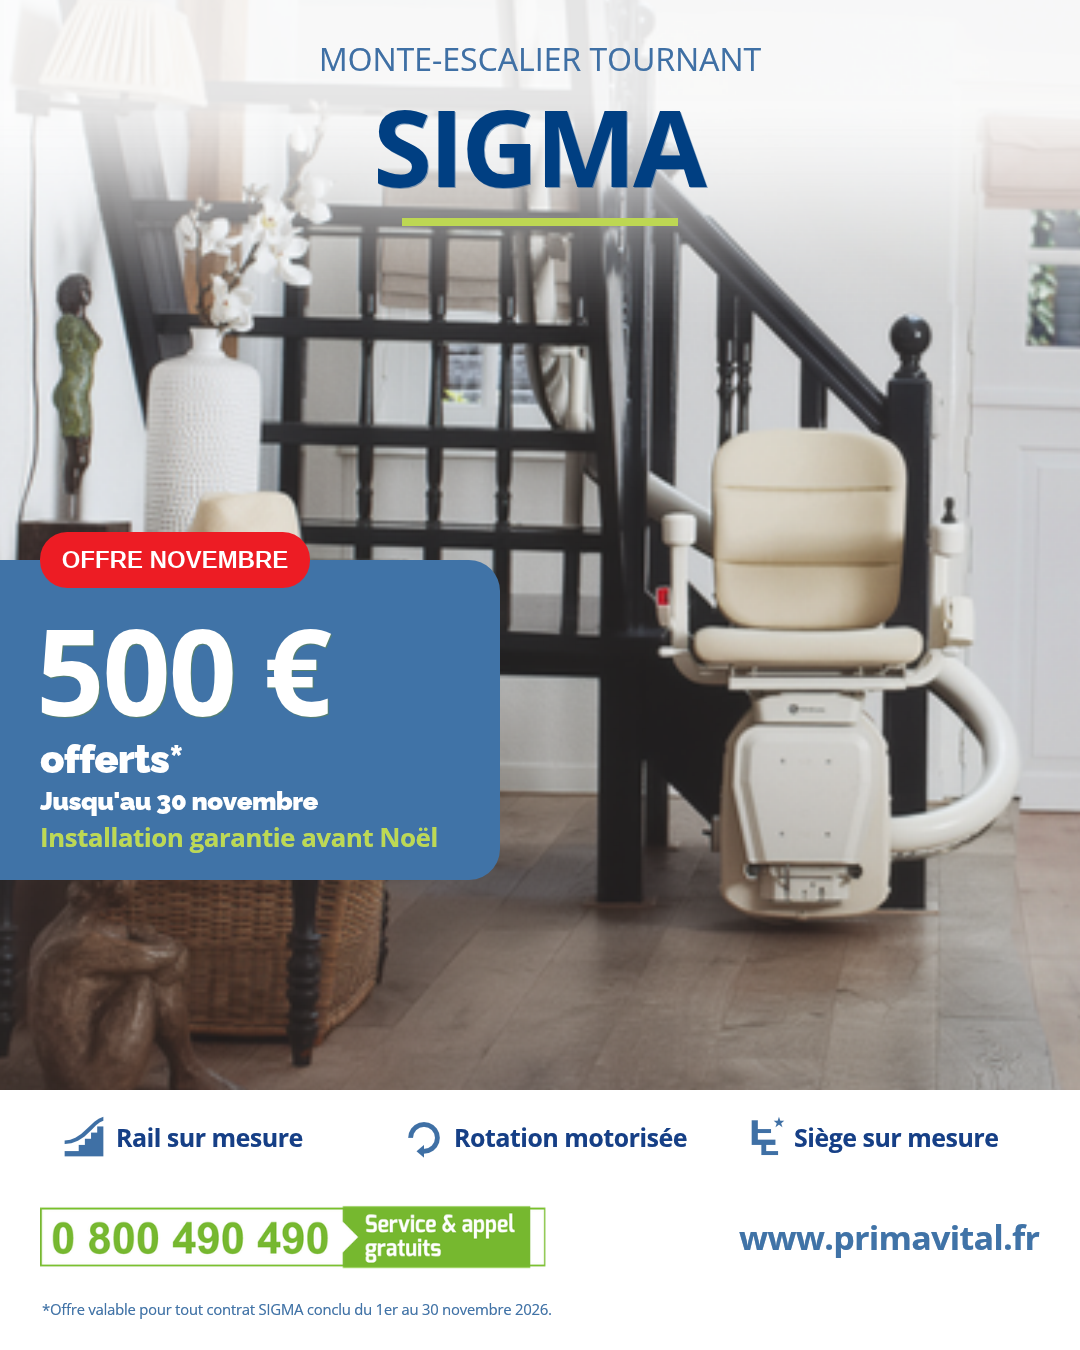 MONTE-ESCALIER TOURNANT
SIGMA
OFFRE NOVEMBRE
500 €
offerts*
Jusqu'au 30 novembre
Installation garantie avant Noël
Rail sur mesure
Rotation motorisée
Siège sur mesure
0 800 490 490
Service & appel
gratuits
www.primavital.fr
*Offre valable pour tout contrat SIGMA conclu du 1er au 30 novembre 2026.